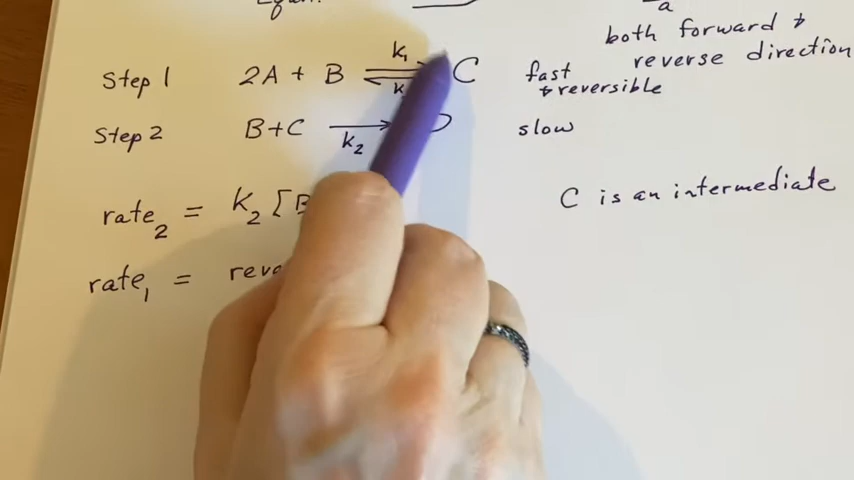 a
both forward &
reverse direction
Step 1 2A + B k₁ ⇌ k C fast
& reversible
Step 2 B+C → k₂ slow
rate₂ = k₂ [B
C is an intermediate
rate₁ =